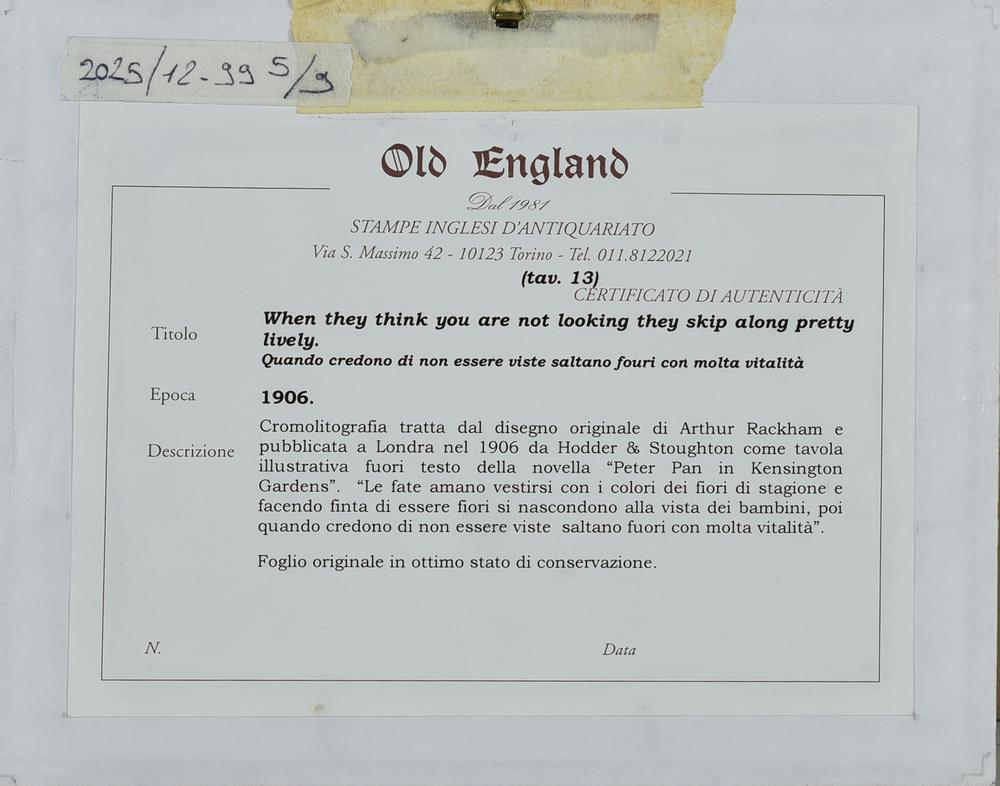 2025/12-99 5/9
Old England
Dal 1981
STAMPE INGLESI D'ANTIQUARIATO
Via S. Massimo 42 - 10123 Torino - Tel. 011.8122021
(tav. 13)
CERTIFICATO DI AUTENTICITÀ
Titolo
When they think you are not looking they skip along pretty
lively.
Quando credono di non essere viste saltano fouri con molta vitalità
Epoca
1906.
Descrizione
Cromolitografia tratta dal disegno originale di Arthur Rackham e
pubblicata a Londra nel 1906 da Hodder & Stoughton come tavola
illustrativa fuori testo della novella “Peter Pan in Kensington
Gardens”. “Le fate amano vestirsi con i colori dei fiori di stagione e
facendo finta di essere fiori si nascondono alla vista dei bambini, poi
quando credono di non essere viste saltano fuori con molta vitalità”.
Foglio originale in ottimo stato di conservazione.
N.
Data